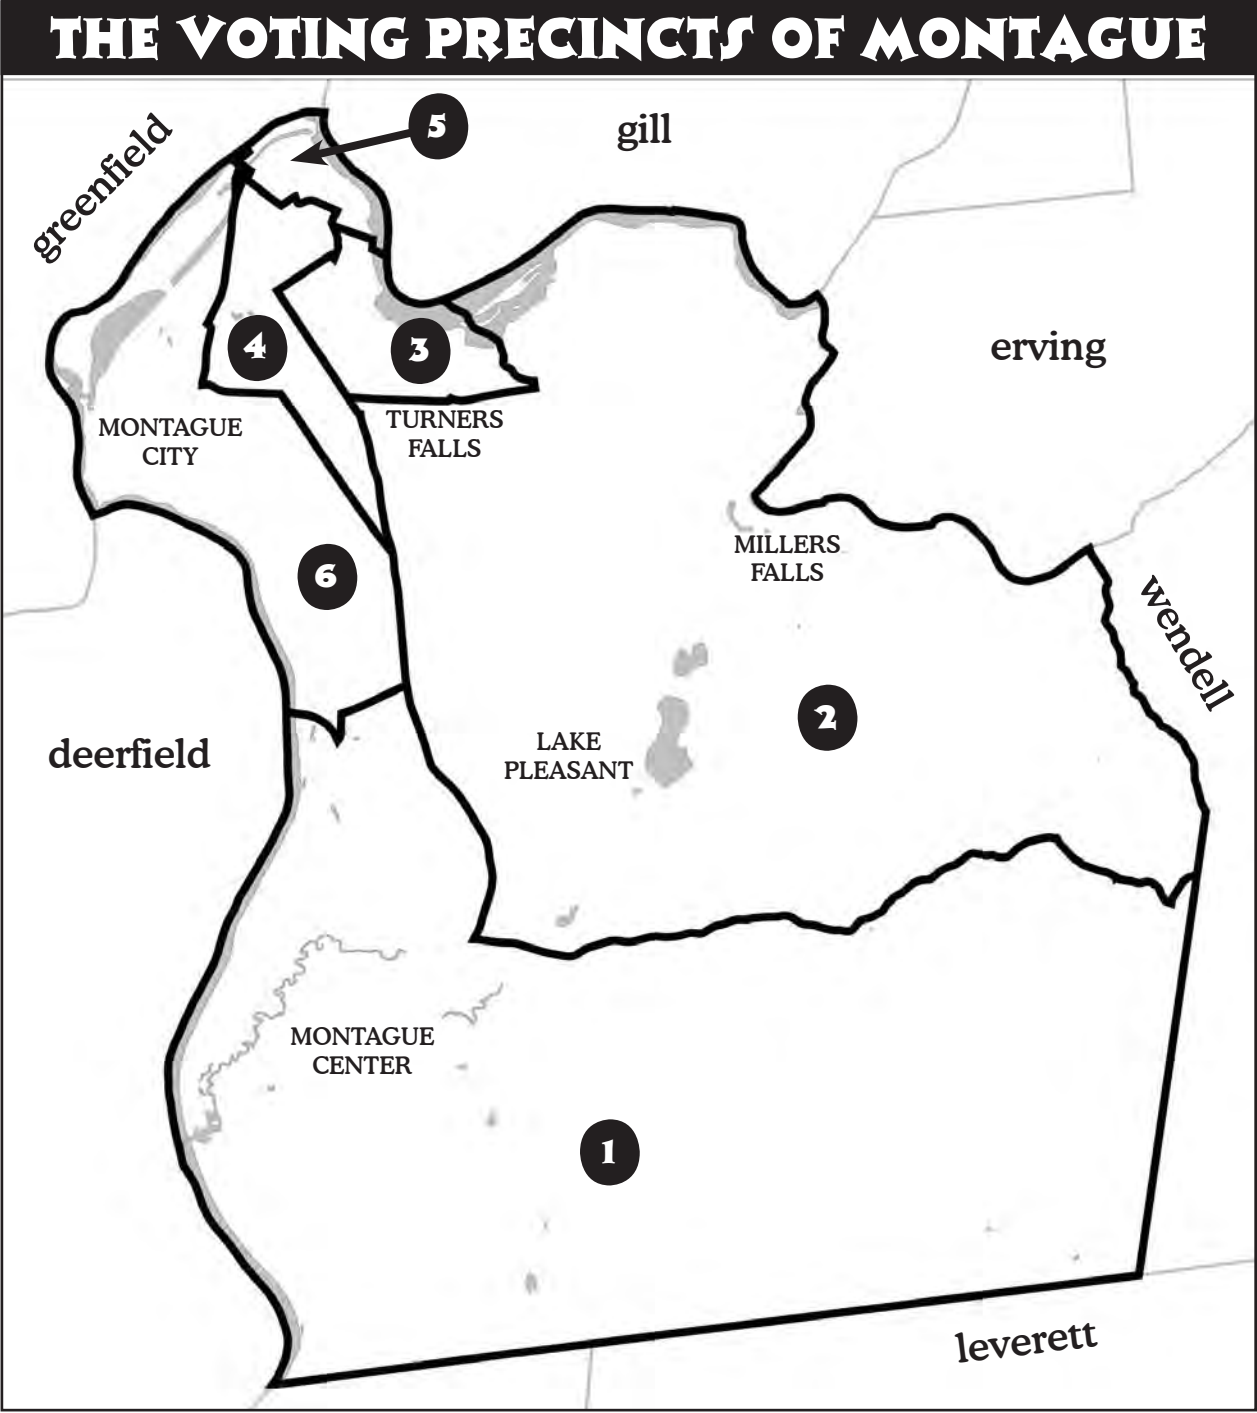 THE VOTING PRECINCTS OF MONTAGUE
5
gill
greenfield
erving
4
3
MONTAGUE
CITY
TURNERS
FALLS
MILLERS
FALLS
6
wendell
2
deerfield
LAKE
PLEASANT
MONTAGUE
CENTER
1
leverett